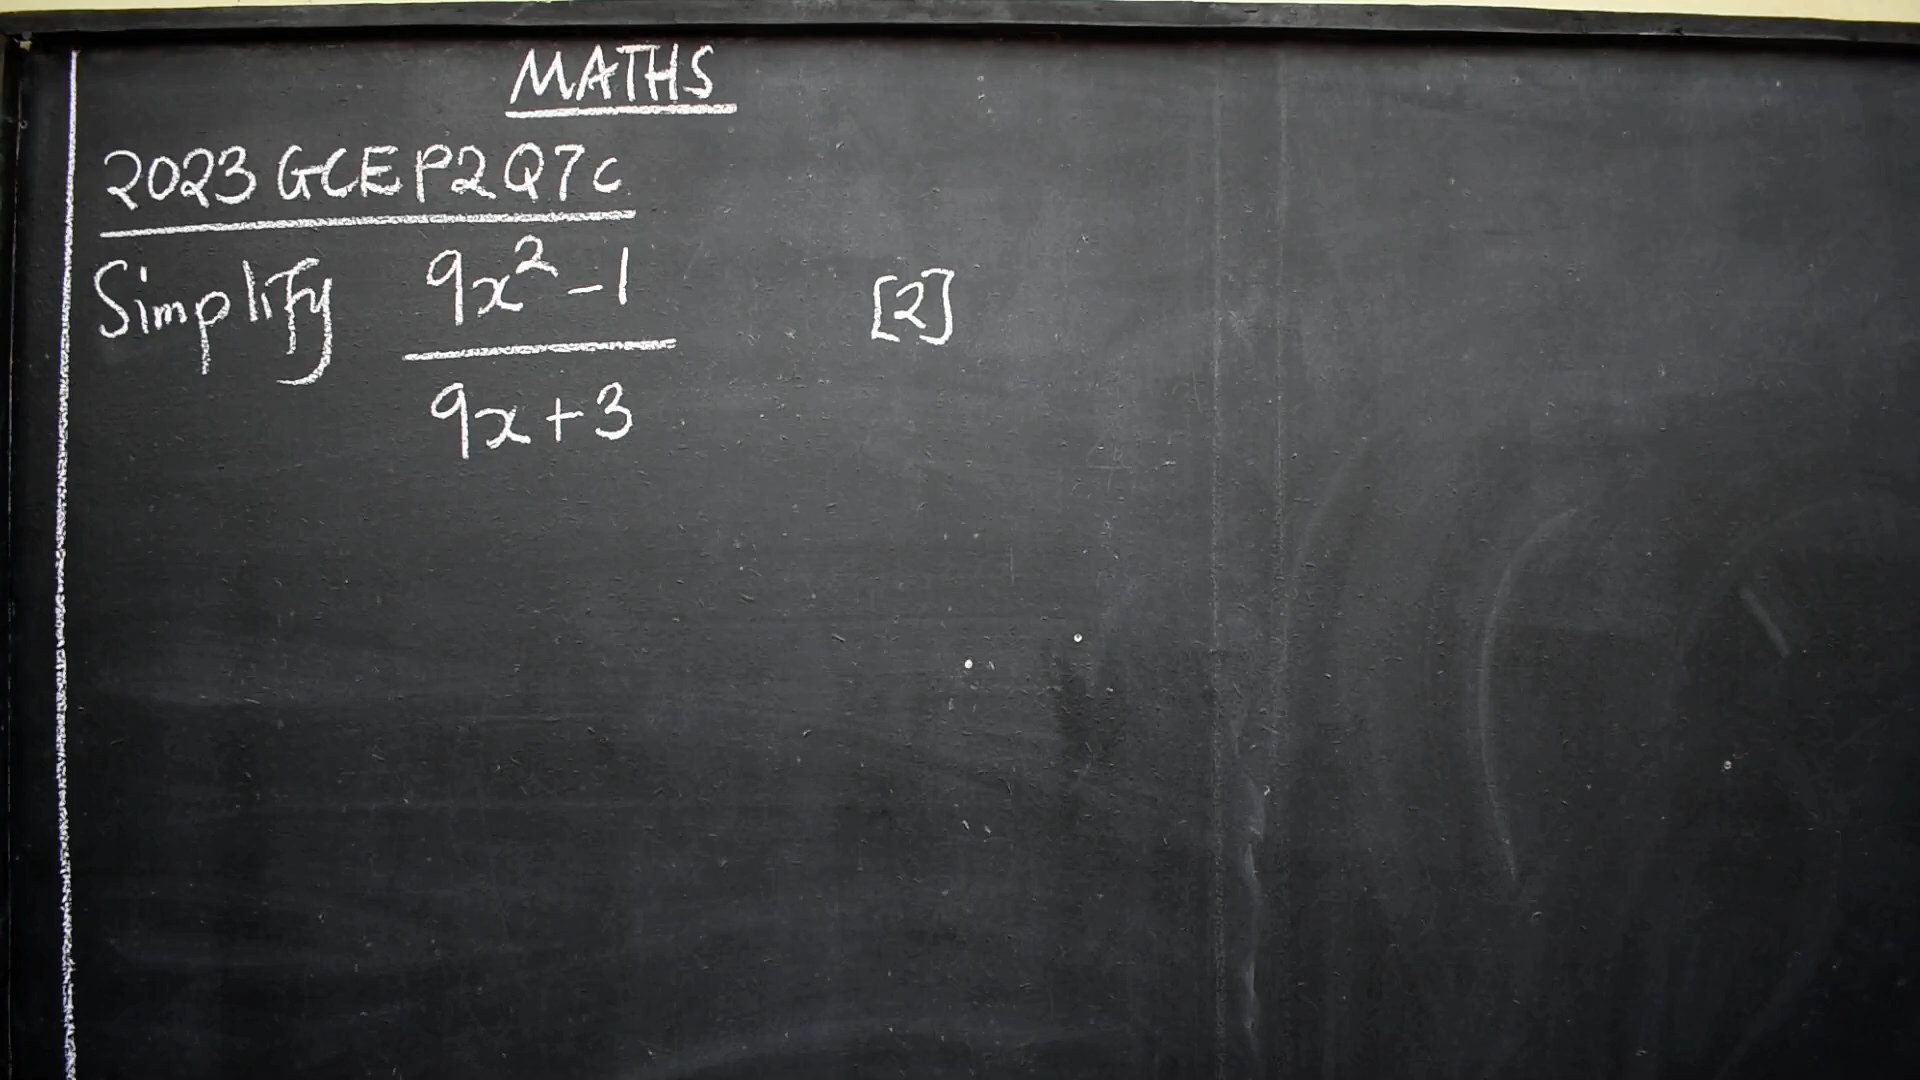 MATHS
2023 GCE P2 Q7c
Simplify 9x² - 1 [2]
9x + 3